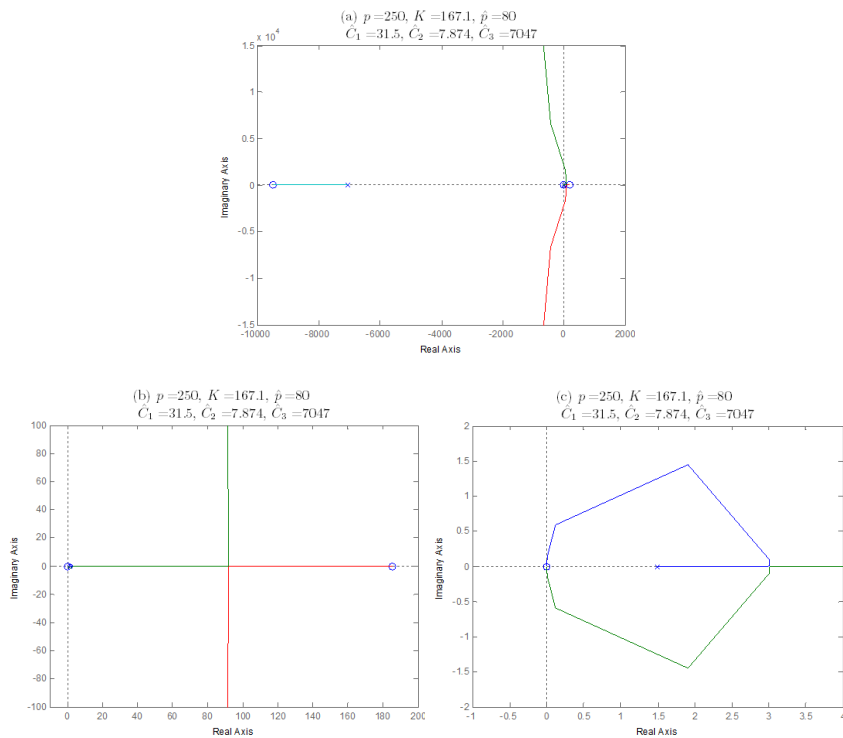 (a) p =250, K =167.1, p̂ =80
Ĉ₁ =31.5, Ĉ₂ =7.874, Ĉ₃ =7047
x 10⁴
1.5
1
0.5
0
-0.5
-1
-1.5
Imaginary Axis
-10000 -8000 -6000 -4000 -2000 0 2000
Real Axis
(b) p =250, K =167.1, p̂ =80
Ĉ₁ =31.5, Ĉ₂ =7.874, Ĉ₃ =7047
100
80
60
40
20
0
-20
-40
-60
-80
-100
Imaginary Axis
0 20 40 60 80 100 120 140 160 180 200
Real Axis
(c) p =250, K =167.1, p̂ =80
Ĉ₁ =31.5, Ĉ₂ =7.874, Ĉ₃ =7047
2
1.5
1
0.5
0
-0.5
-1
-1.5
-2
Imaginary Axis
-1 -0.5 0 0.5 1 1.5 2 2.5 3 3.5 4
Real Axis